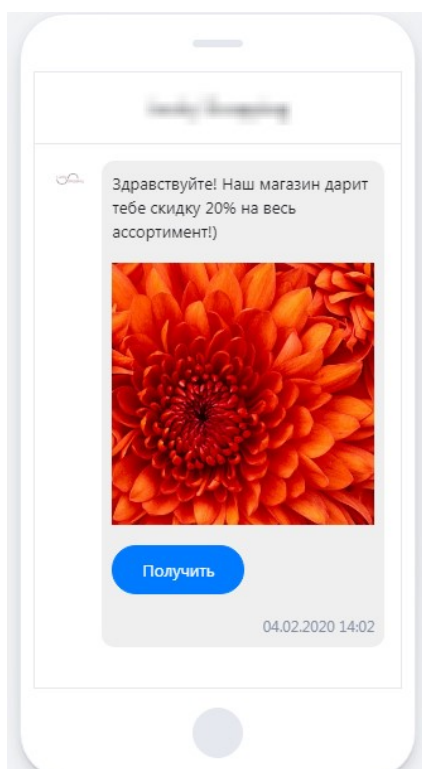 Здравствуйте! Наш магазин дарит
тебе скидку 20% на весь
ассортимент!)
Получить
04.02.2020 14:02